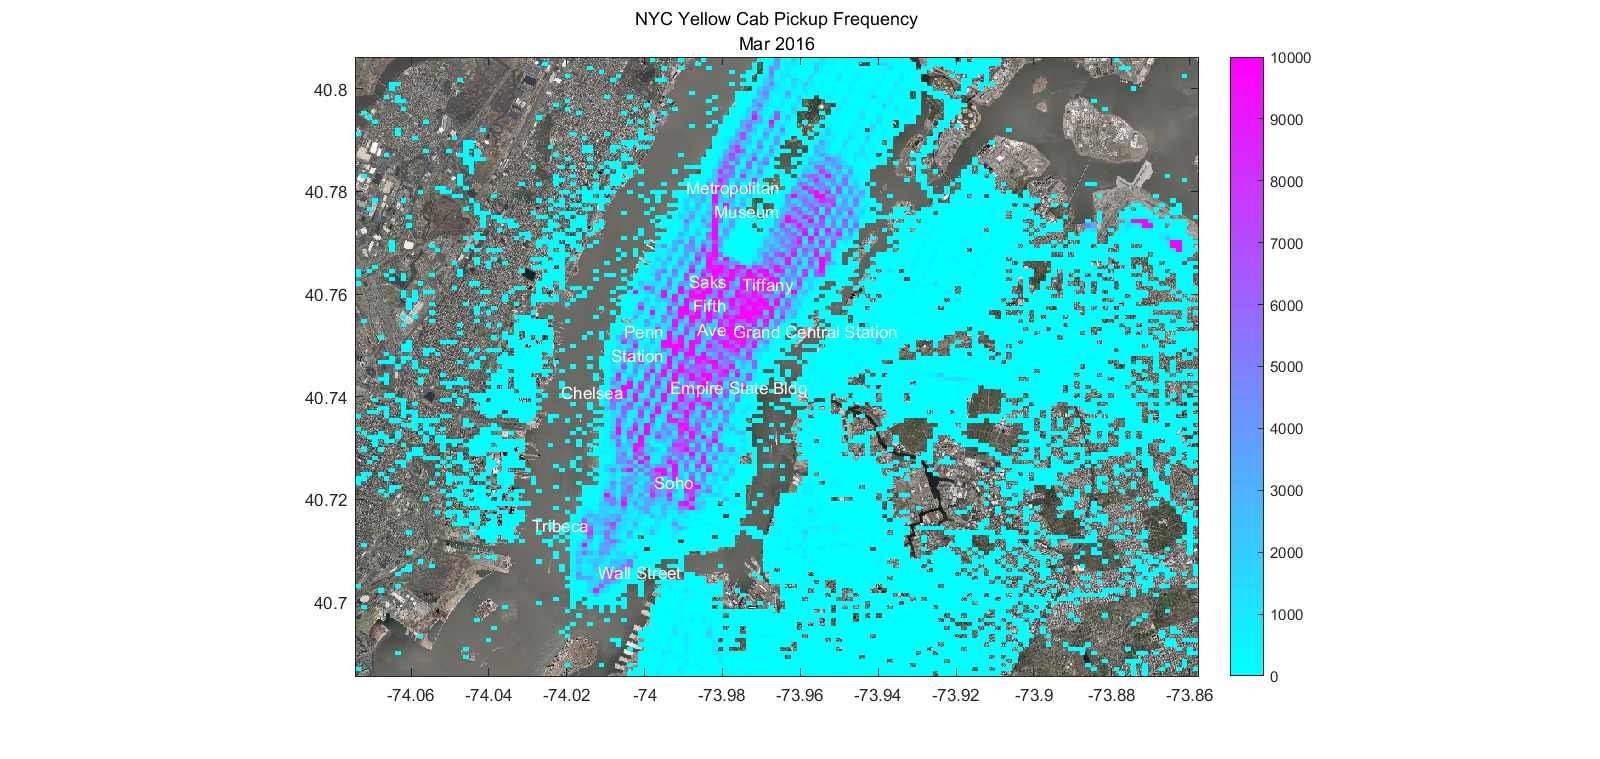 NYC Yellow Cab Pickup Frequency
Mar 2016
40.8
40.78
40.76
40.74
40.72
40.7
-74.06
-74.04
-74.02
-74
-73.98
-73.96
-73.94
-73.92
-73.9
-73.88
-73.86
Metropolitan
Museum
Saks
Fifth
Ave
Tiffany
Penn
Station
Grand Central Station
Chelsea
Empire State Bldg
Soho
Tribeca
Wall Street
10000
9000
8000
7000
6000
5000
4000
3000
2000
1000
0